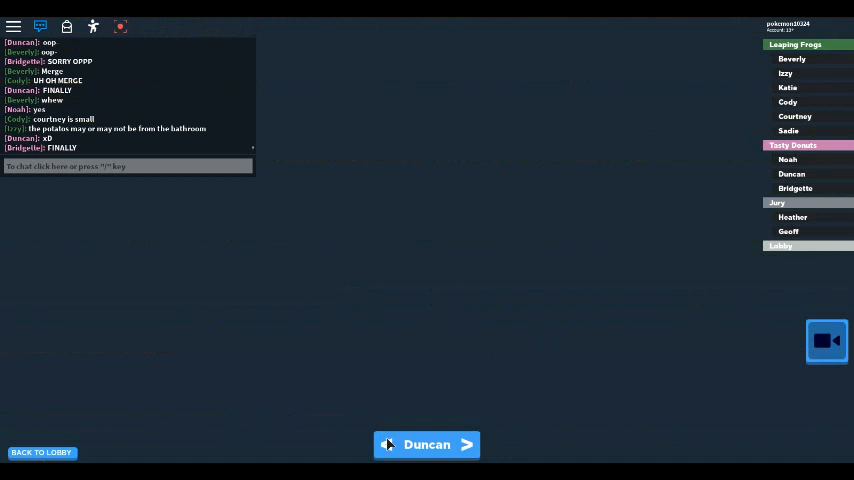 pokemon10324
Account: 13+
[Duncan]: oop
[Beverly]: oop-
[Bridgette]: SORRY OPPP
[Beverly]: Merge
[Cody]: UH OH MERGE
[Duncan]: FINALLY
[Beverly]: whew
[Noah]: yes
[Cody]: courtney is small
[Izzy]: the potatos may or may not be from the bathroom
[Duncan]: xD
[Bridgette]: FINALLY
To chat click here or press "/" key
Leaping Frogs
Beverly
Izzy
Katie
Cody
Courtney
Sadie
Tasty Donuts
Noah
Duncan
Bridgette
Jury
Heather
Geoff
Lobby
< Duncan >
BACK TO LOBBY